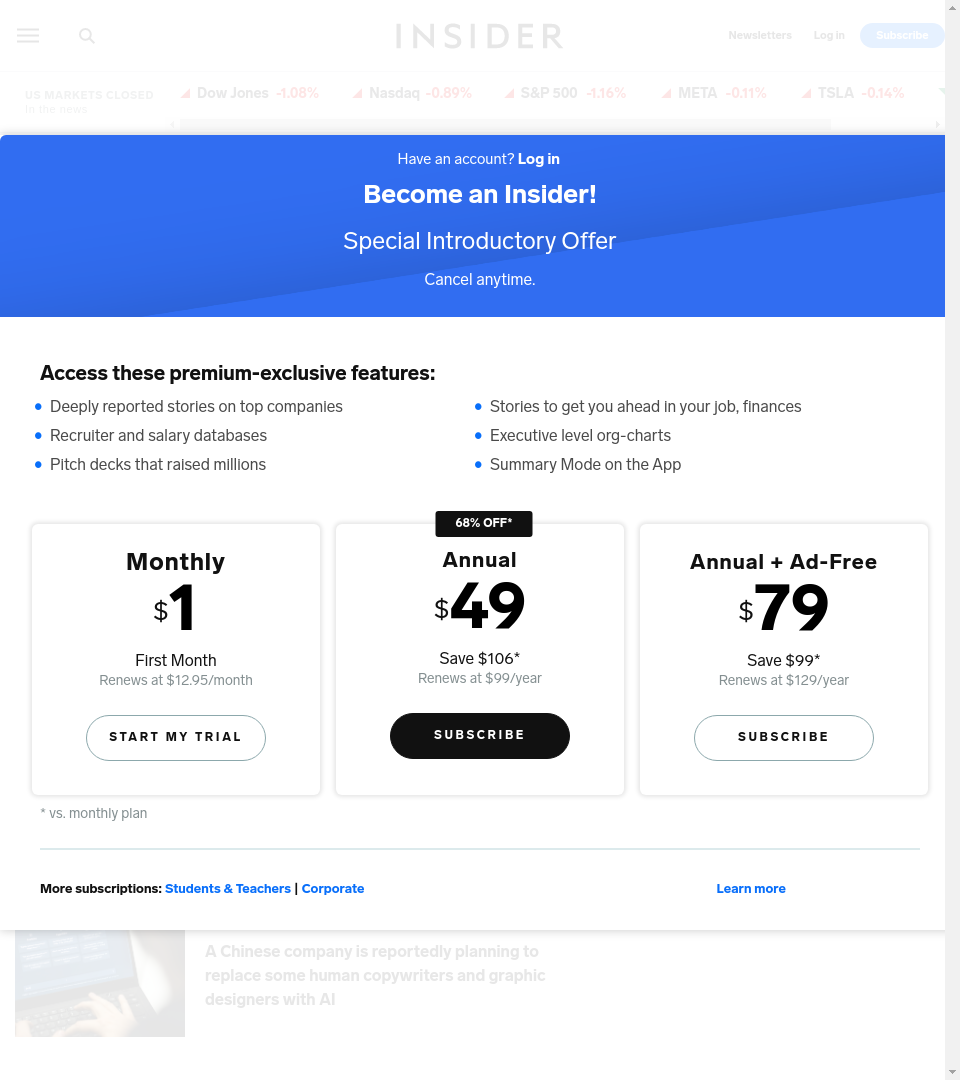 INSIDER
Newsletters
Log in
Subscribe
US MARKETS CLOSED
In the news
Dow Jones -1.08%
Nasdaq -0.89%
S&P 500 -1.16%
META -0.11%
TSLA -0.14%
Have an account? Log in
Become an Insider!
Special Introductory Offer
Cancel anytime.
Access these premium-exclusive features:
Deeply reported stories on top companies
Recruiter and salary databases
Pitch decks that raised millions
Stories to get you ahead in your job, finances
Executive level org-charts
Summary Mode on the App
Monthly
$1
First Month
Renews at $12.95/month
START MY TRIAL
68% OFF*
Annual
$49
Save $106*
Renews at $99/year
SUBSCRIBE
Annual + Ad-Free
$79
Save $99*
Renews at $129/year
SUBSCRIBE
* vs. monthly plan
More subscriptions: Students & Teachers | Corporate
Learn more
A Chinese company is reportedly planning to
replace some human copywriters and graphic
designers with AI